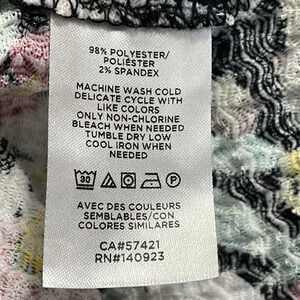 98% POLYESTER/
POLIÉSTER
2% SPANDEX
MACHINE WASH COLD
DELICATE CYCLE WITH
LIKE COLORS
ONLY NON-CHLORINE
BLEACH WHEN NEEDED
TUMBLE DRY LOW
COOL IRON WHEN
NEEDED
30
AVEC DES COULEURS
SEMBLABLES/CON
COLORES SIMILARES
CA#57421
RN#140923